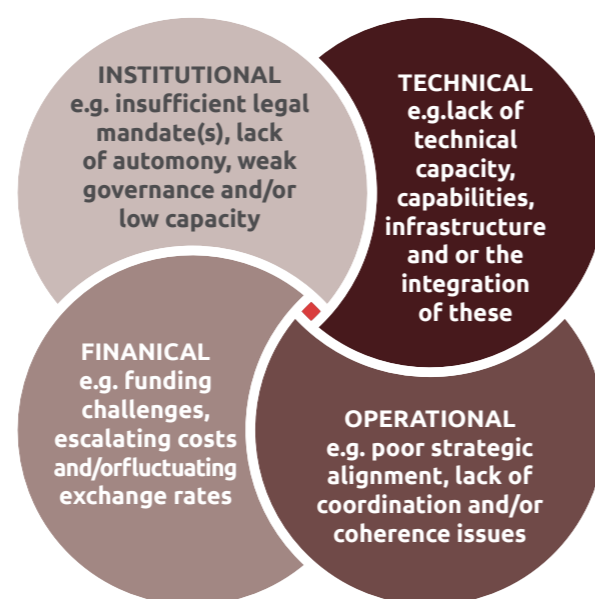 INSTITUTIONAL
e.g. insufficient legal
mandate(s), lack
of automony, weak
governance and/or
low capacity
TECHNICAL
e.g.lack of
technical
capacity,
capabilities,
infrastructure
and or the
integration
of these
FINANICAL
e.g. funding
challenges,
escalating costs
and/orfluctuating
exchange rates
OPERATIONAL
e.g. poor strategic
alignment, lack of
coordination and/or
coherence issues